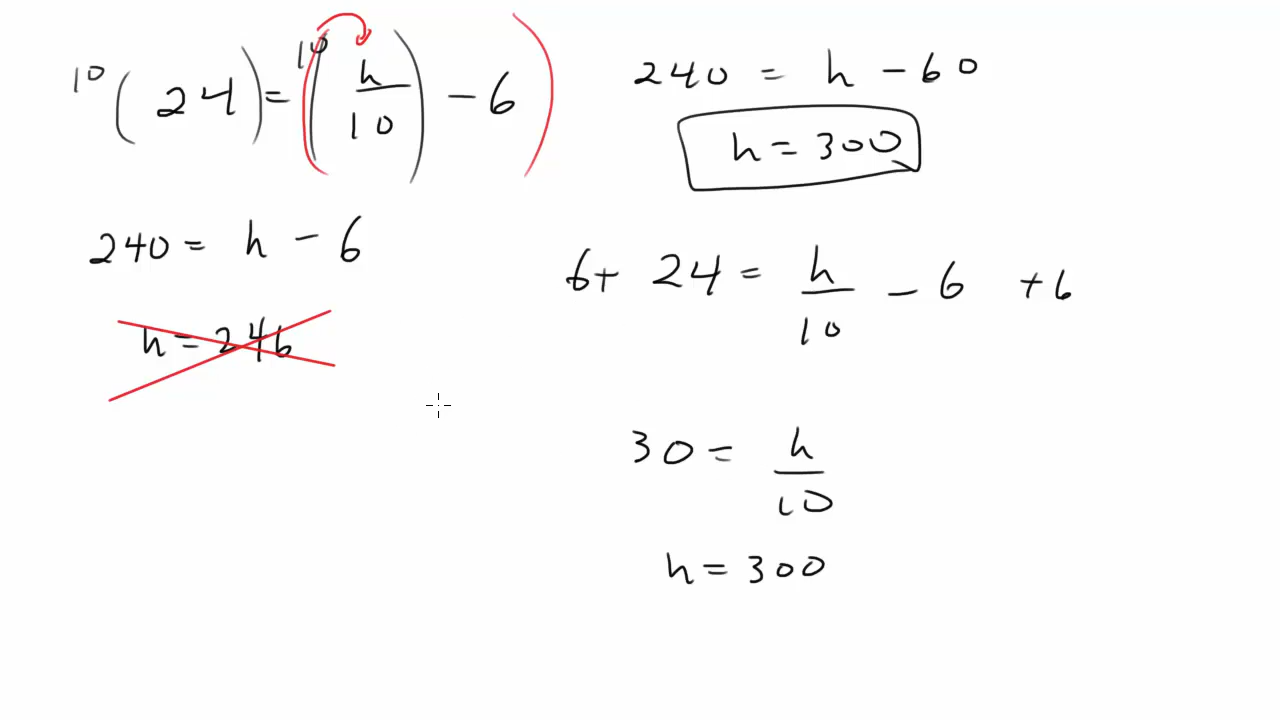 10 ( 24 ) = 10 ( ( h/10 ) - 6 )
240 = h - 6
h = 246
240 = h - 60
h = 300
6 + 24 = h/10 - 6 + 6
30 = h/10
h = 300